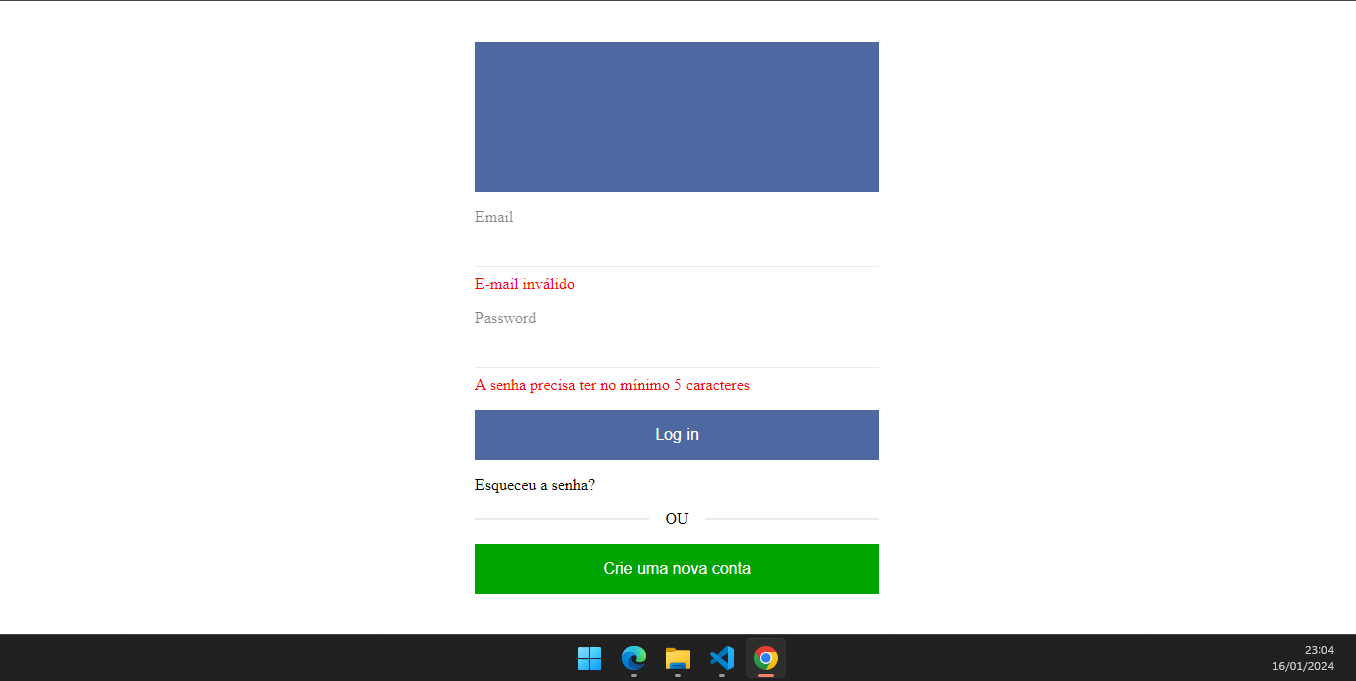 Email
E-mail inválido
Password
A senha precisa ter no mínimo 5 caracteres
Log in
Esqueceu a senha?
OU
Crie uma nova conta
23:04
16/01/2024